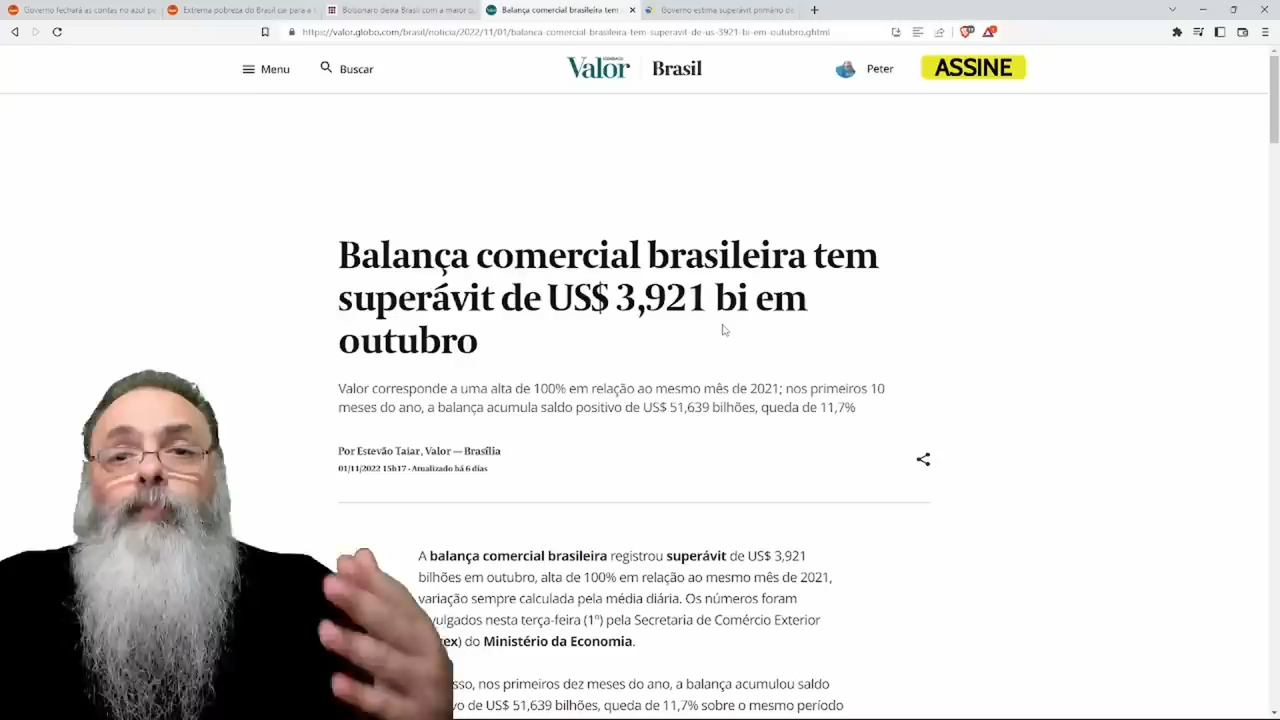 Governo fechará as contas no azul pe
Extrema pobreza do Brasil cai para a
Bolsonaro deixa Brasil com a maior q
Balança comercial brasileira tem
Governo estima superávit primário de
https://valor.globo.com/brasil/noticia/2022/11/01/balanca-comercial-brasileira-tem-superavit-de-us-3921-bi-em-outubro.ghtml
Menu
Buscar
Valor
Brasil
Peter
ASSINE
Balança comercial brasileira tem
superávit de US$ 3,921 bi em
outubro
Valor corresponde a uma alta de 100% em relação ao mesmo mês de 2021; nos primeiros 10
meses do ano, a balança acumula saldo positivo de US$ 51,639 bilhões, queda de 11,7%
Por Estevão Taiar, Valor — Brasília
01/11/2022 15h17 · Atualizado há 6 dias
A balança comercial brasileira registrou superávit de US$ 3,921
bilhões em outubro, alta de 100% em relação ao mesmo mês de 2021,
variação sempre calculada pela média diária. Os números foram
vulgados nesta terça-feira (1º) pela Secretaria de Comércio Exterior
ex) do Ministério da Economia.
sso, nos primeiros dez meses do ano, a balança acumulou saldo
vo de US$ 51,639 bilhões, queda de 11,7% sobre o mesmo período